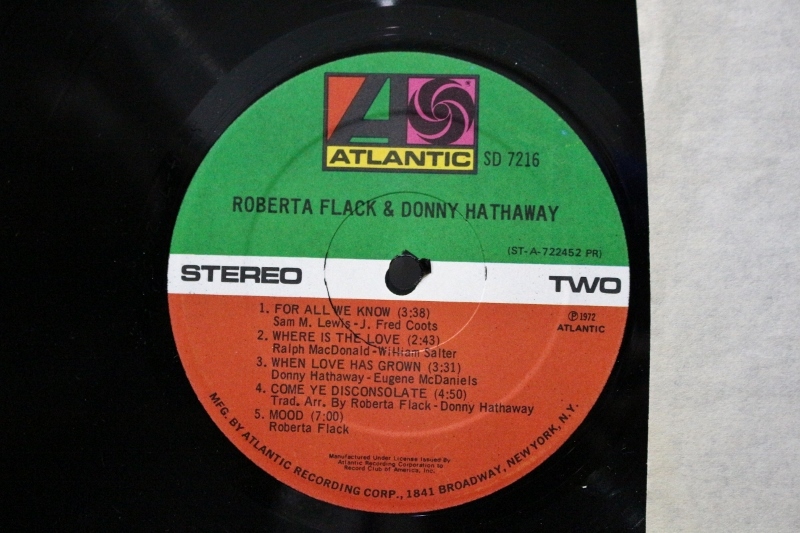 ATLANTIC
SD 7216
ROBERTA FLACK & DONNY HATHAWAY
(ST-A-722452 PR)
STEREO
TWO
1. FOR ALL WE KNOW (3:38)
Sam M. Lewis-J. Fred Coots
2. WHERE IS THE LOVE (2:43)
Ralph MacDonald-William Salter
3. WHEN LOVE HAS GROWN (3:31)
Donny Hathaway-Eugene McDaniels
4. COME YE DISCONSOLATE (4:50)
Trad. Arr. By Roberta Flack-Donny Hathaway
5. MOOD (7:00)
Roberta Flack
℗ 1972
ATLANTIC
Manufactured Under License Issued By
Atlantic Recording Corporation to
Record Club of America, Inc.
MFG. BY ATLANTIC RECORDING CORP., 1841 BROADWAY, NEW YORK, N.Y.